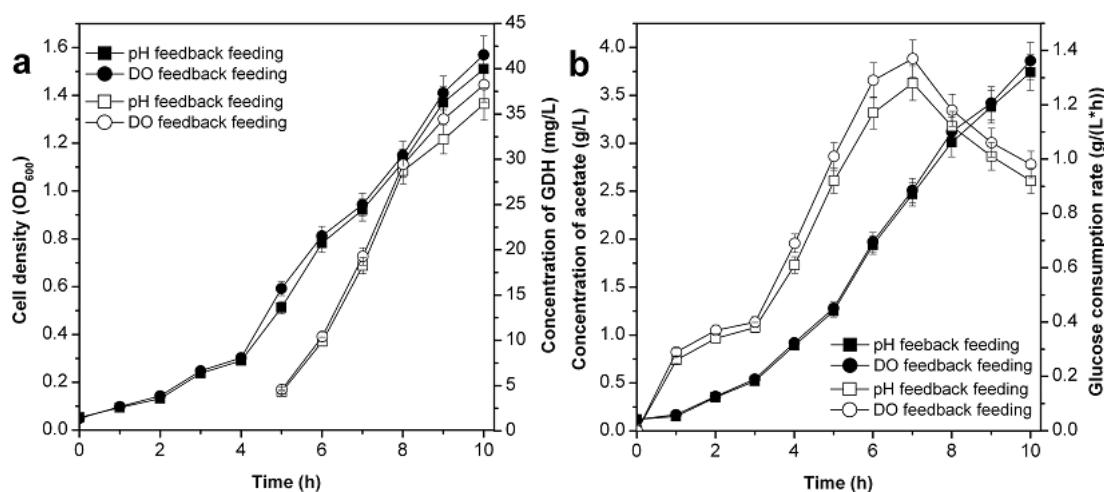 a
pH feedback feeding
DO feedback feeding
pH feedback feeding
DO feedback feeding
Cell density (OD600)
1.6
1.4
1.2
1.0
0.8
0.6
0.4
0.2
0.0
Concentration of GDH (mg/L)
45
40
35
30
25
20
15
10
5
0
0 2 4 6 8 10
Time (h)
b
Concentration of acetate (g/L)
4.0
3.5
3.0
2.5
2.0
1.5
1.0
0.5
0.0
Glucose consumption rate (g/(L*h)
1.4
1.2
1.0
0.8
0.6
0.4
0.2
0.0
pH feeback feeding
DO feedback feeding
pH feedback feeding
DO feedback feeding
0 2 4 6 8 10
Time (h)